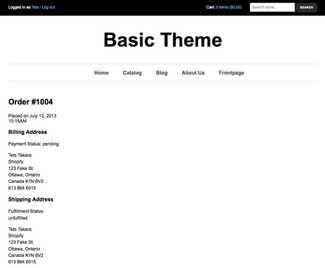 Logged in as Tets · Log out
Cart: 0 items ($0.00)
Search store...
SEARCH
Basic Theme
Home
Catalog
Blog
About Us
Frontpage
Order #1004
Placed on July 12, 2013
10:15AM
Billing Address
Payment Status: pending
Tets Takara
Shopify
123 Fake St
Ottawa, Ontario
Canada K1N 6V2
613 864 6015
Shipping Address
Fulfillment Status:
unfulfilled
Tets Takara
Shopify
123 Fake St
Ottawa, Ontario
Canada K1N 6V2
613 864 6015